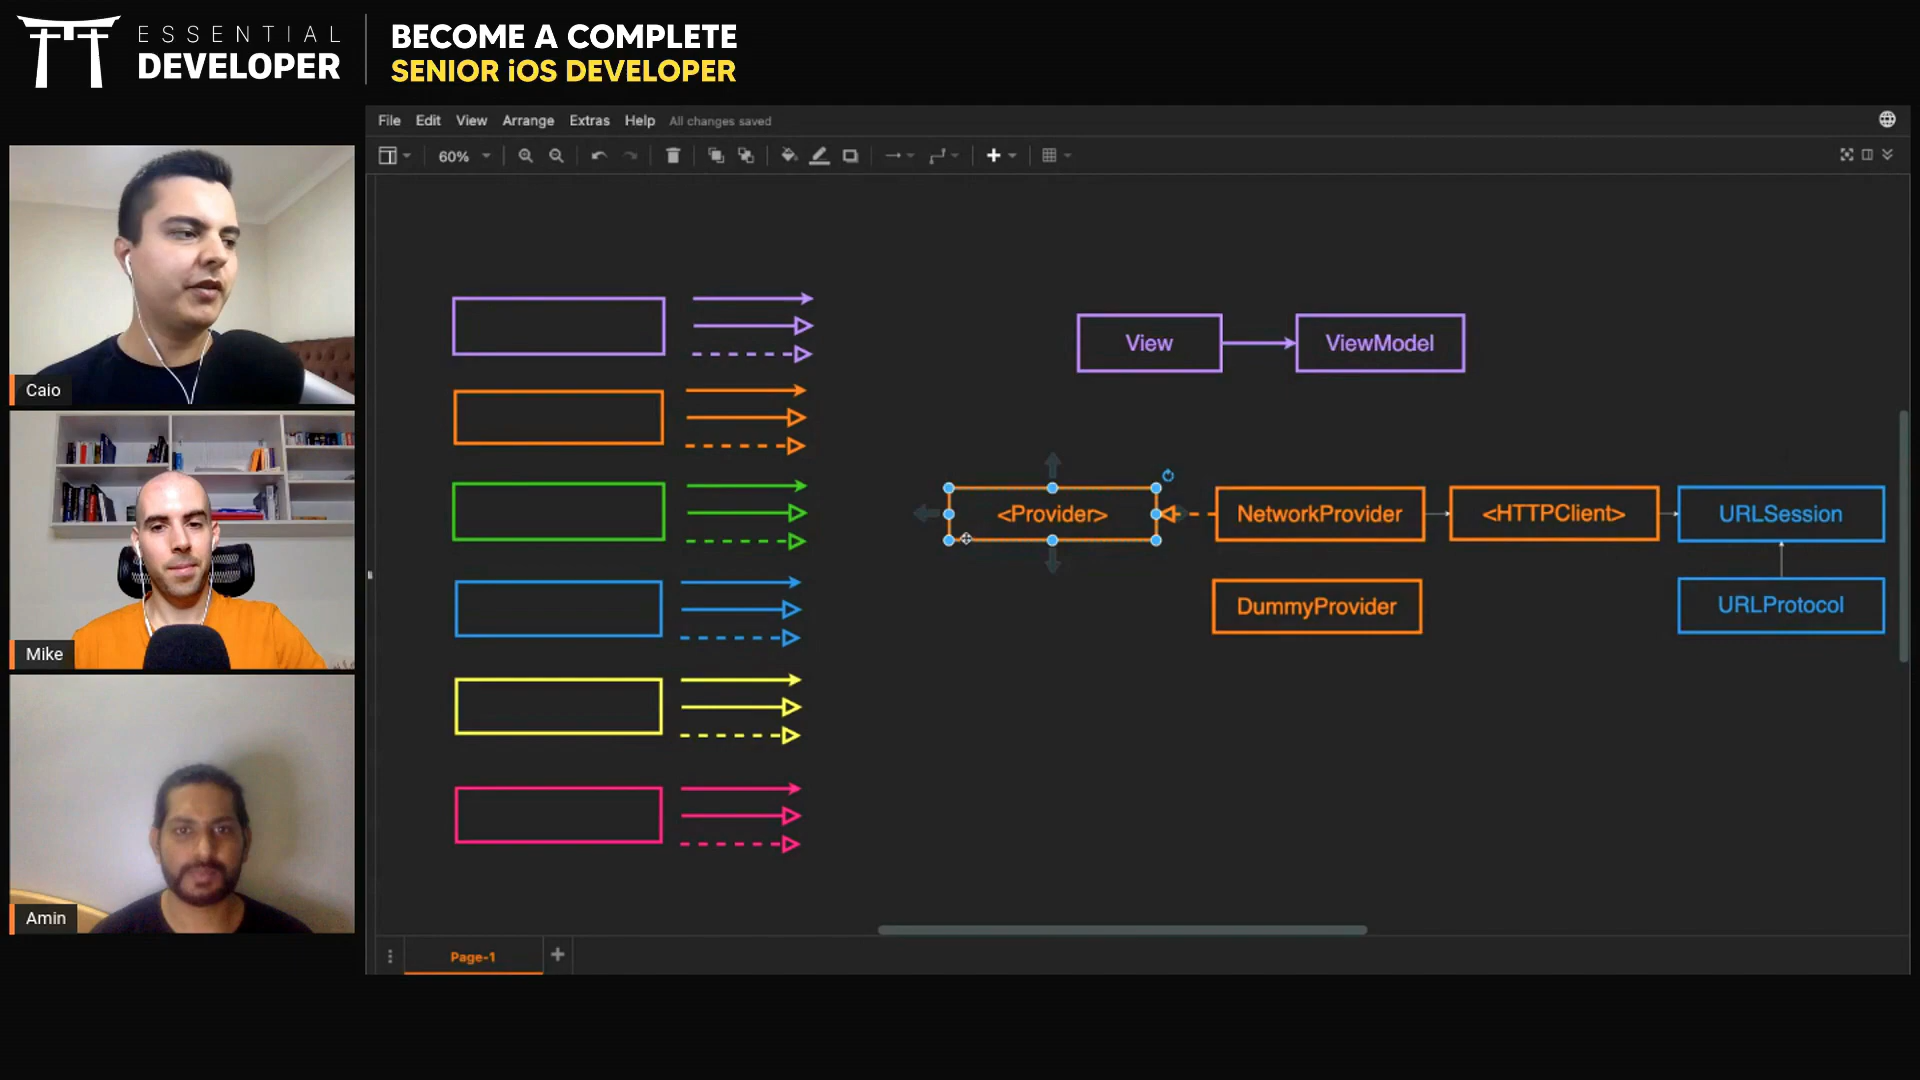 ESSENTIAL
DEVELOPER
BECOME A COMPLETE
SENIOR iOS DEVELOPER
File Edit View Arrange Extras Help All changes saved
60%
View
ViewModel
<Provider>
NetworkProvider
<HTTPClient>
URLSession
DummyProvider
URLProtocol
Caio
Mike
Amin
Page-1